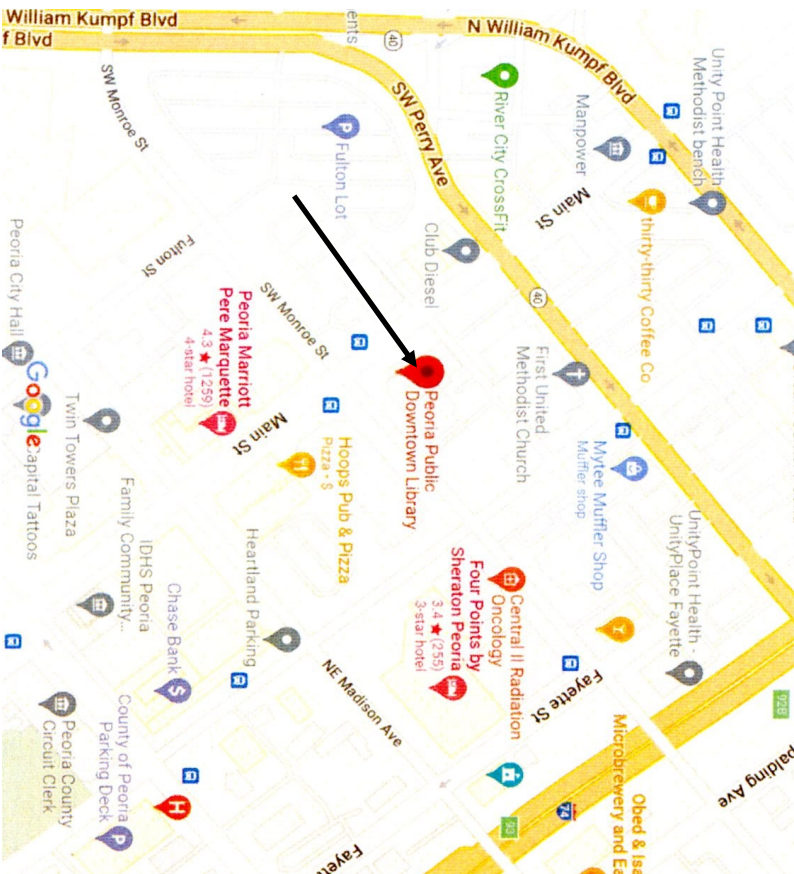 William Kumpf Blvd
f Blvd
N William Kumpf Blvd
ents
40
SW Monroe St
SW Perry Ave
Unity Point Health
Methodist bench
Manpower
River City CrossFit
P
Fulton Lot
Main St
thirty-thirty Coffee Co
Club Diesel
Fulton St
40
Peoria City Hall
SW Monroe St
Peoria Marriott
Pere Marquette
4.3 ★ (1259)
4-star hotel
First United
Methodist Church
Peoria Public
Downtown Library
Google
Capital Tattoos
Twin Towers Plaza
Main St
Hoops Pub & Pizza
Pizza • $
Mytee Muffler Shop
Muffler shop
UnityPoint Health -
UnityPlace Fayette
Family Community...
IDHS Peoria
Heartland Parking
Chase Bank
$
Four Points by
Sheraton Peoria
3.4 ★ (255)
3-star hotel
Central Il Radiation
Oncology
Fayette St
NE Madison Ave
92B
Peoria County
Circuit Clerk
County of Peoria
Parking Deck
P
H
Microbrewery and Ea
Obed & Isa
palding Ave
74
93
Fayet